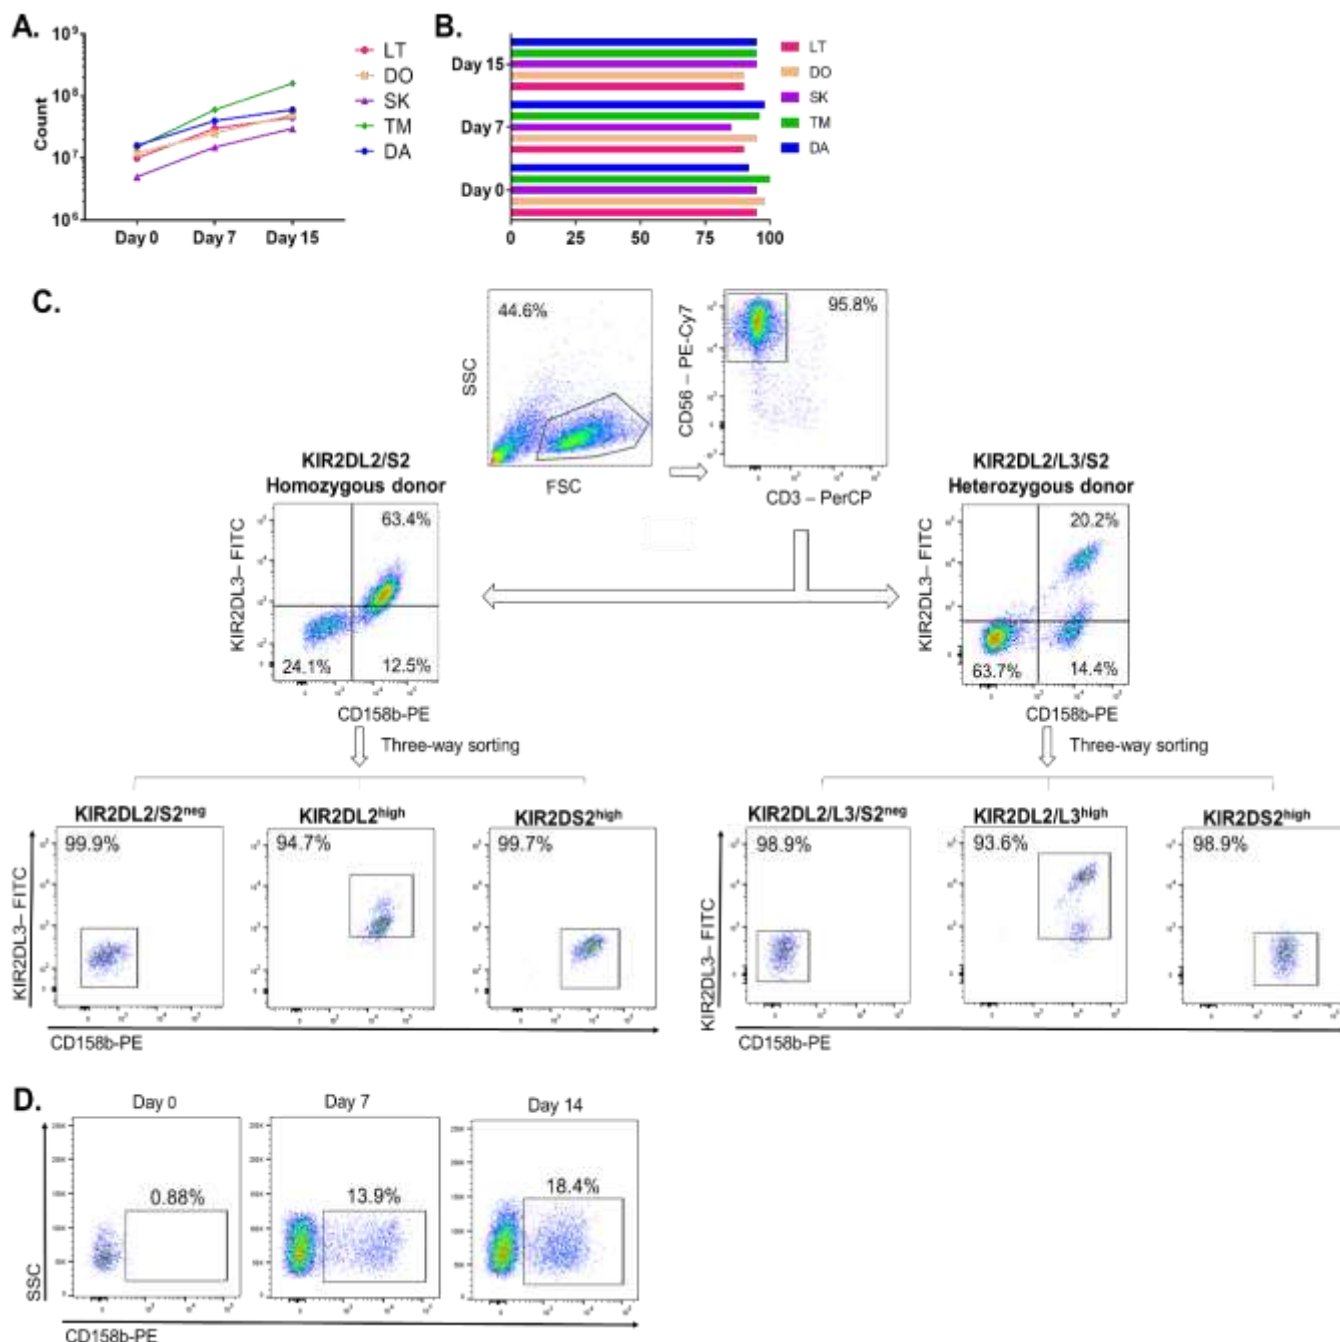 A.
10⁹
10⁸
10⁷
10⁶
Count
Day 0 Day 7 Day 15
LT
DO
SK
TM
DA
B.
Day 15
Day 7
Day 0
0 25 50 75 100
LT
DO
SK
TM
DA
C.
44.6%
SSC
FSC
95.8%
CD56 – PE-Cy7
CD3 – PerCP
KIR2DL2/S2
Homozygous donor
63.4%
24.1%
12.5%
KIR2DL3– FITC
CD158b-PE
KIR2DL2/L3/S2
Heterozygous donor
20.2%
63.7%
14.4%
KIR2DL3– FITC
CD158b-PE
Three-way sorting
Three-way sorting
KIR2DL2/S2ⁿᵉᵍ
KIR2DL2ʰⁱᵍʰ
KIR2DS2ʰⁱᵍʰ
99.9%
94.7%
99.7%
KIR2DL3– FITC
CD158b-PE
KIR2DL2/L3/S2ⁿᵉᵍ
KIR2DL2/L3ʰⁱᵍʰ
KIR2DS2ʰⁱᵍʰ
98.9%
93.6%
98.9%
KIR2DL3– FITC
CD158b-PE
D.
Day 0
Day 7
Day 14
0.88%
13.9%
18.4%
SSC
CD158b-PE